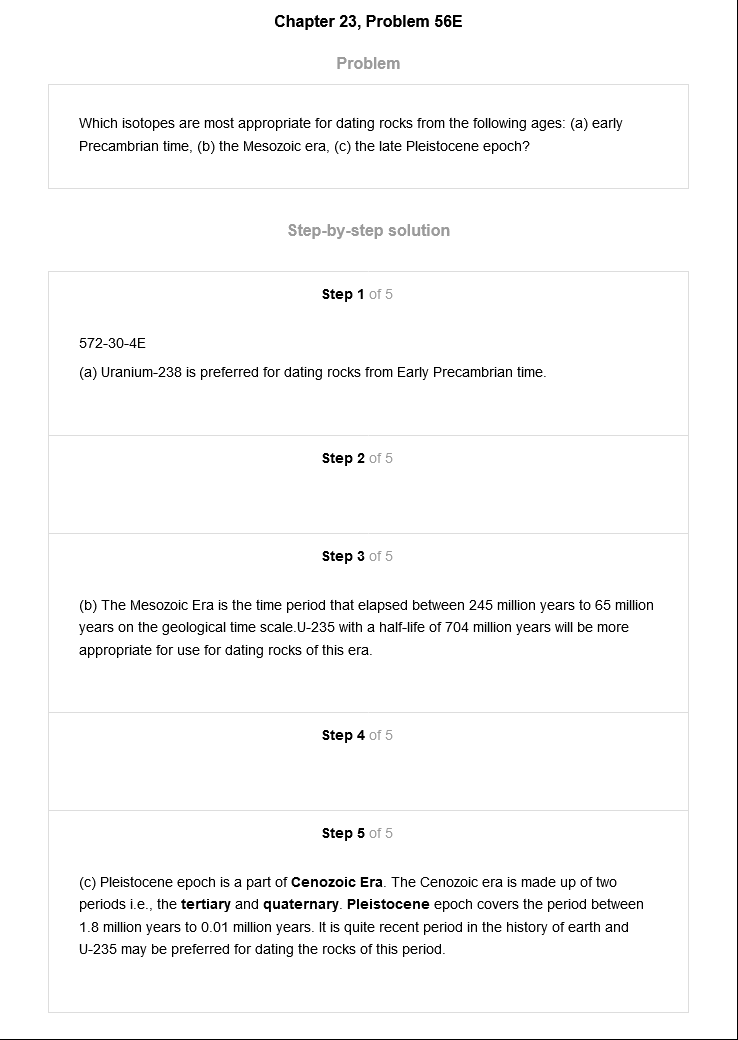 Chapter 23, Problem 56E
Problem
Which isotopes are most appropriate for dating rocks from the following ages: (a) early
Precambrian time, (b) the Mesozoic era, (c) the late Pleistocene epoch?
Step-by-step solution
Step 1 of 5
572-30-4E
(a) Uranium-238 is preferred for dating rocks from Early Precambrian time.
Step 2 of 5
Step 3 of 5
(b) The Mesozoic Era is the time period that elapsed between 245 million years to 65 million
years on the geological time scale.U-235 with a half-life of 704 million years will be more
appropriate for use for dating rocks of this era.
Step 4 of 5
Step 5 of 5
(c) Pleistocene epoch is a part of Cenozoic Era. The Cenozoic era is made up of two
periods i.e., the tertiary and quaternary. Pleistocene epoch covers the period between
1.8 million years to 0.01 million years. It is quite recent period in the history of earth and
U-235 may be preferred for dating the rocks of this period.